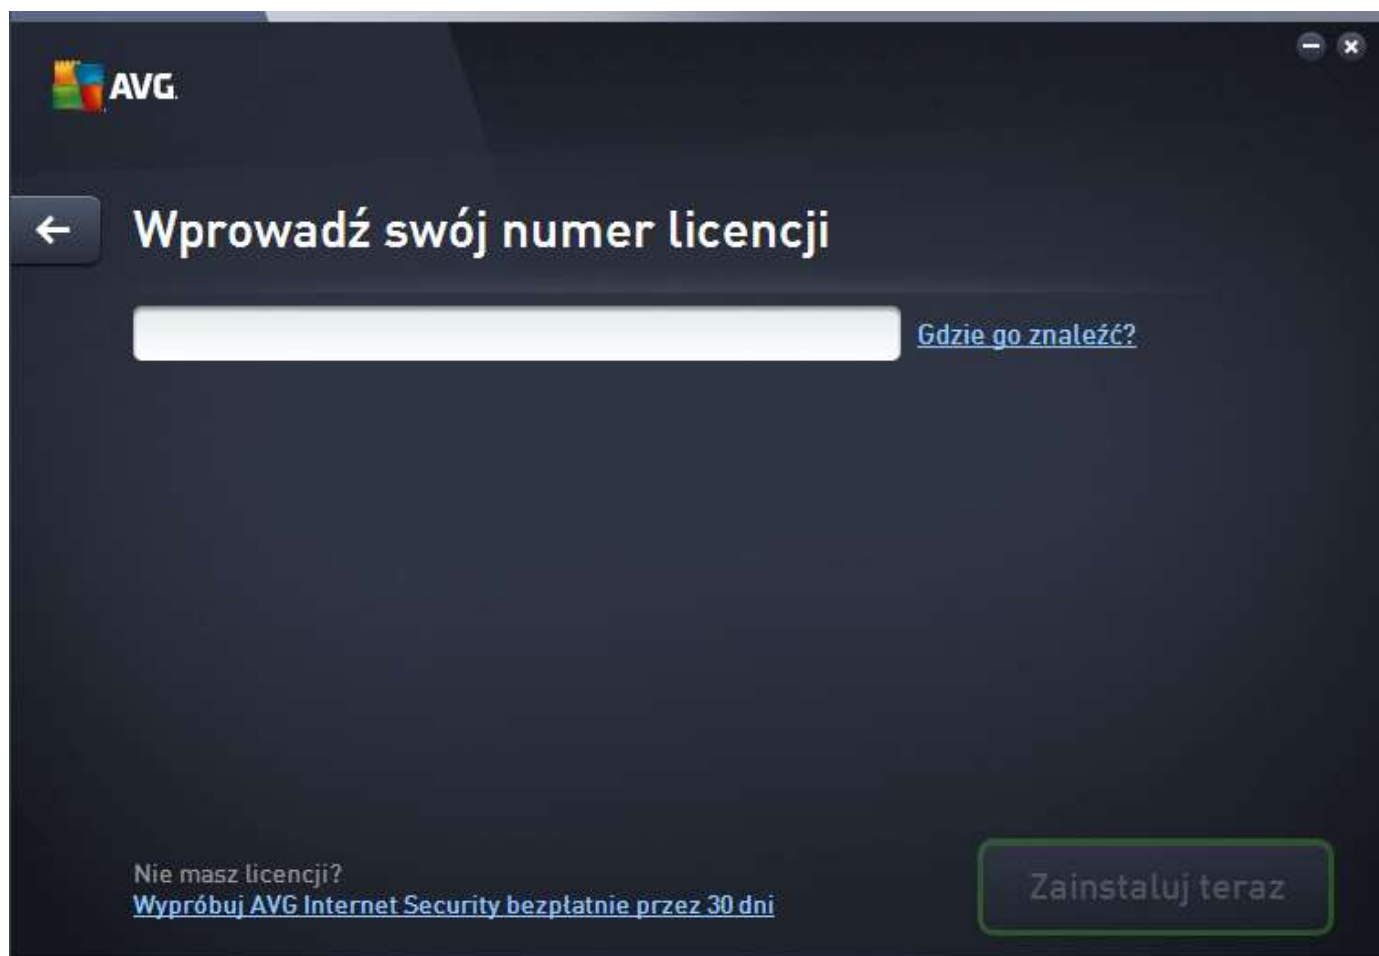 AVG
Wprowadź swój numer licencji
Gdzie go znaleźć?
Nie masz licencji?
Wypróbuj AVG Internet Security bezpłatnie przez 30 dni
Zainstaluj teraz